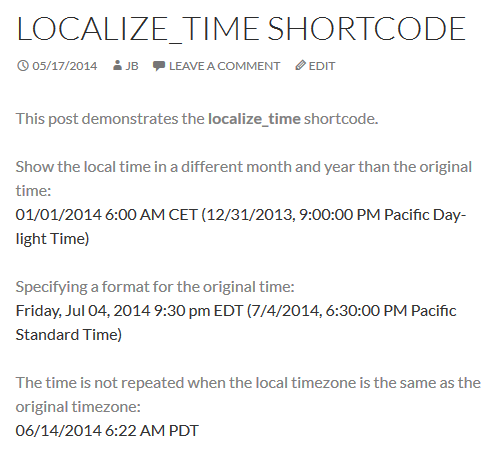 LOCALIZE_TIME SHORTCODE
05/17/2014 JB LEAVE A COMMENT EDIT
This post demonstrates the localize_time shortcode.
Show the local time in a different month and year than the original
time:
01/01/2014 6:00 AM CET (12/31/2013, 9:00:00 PM Pacific Day-
light Time)
Specifying a format for the original time:
Friday, Jul 04, 2014 9:30 pm EDT (7/4/2014, 6:30:00 PM Pacific
Standard Time)
The time is not repeated when the local timezone is the same as the
original timezone:
06/14/2014 6:22 AM PDT